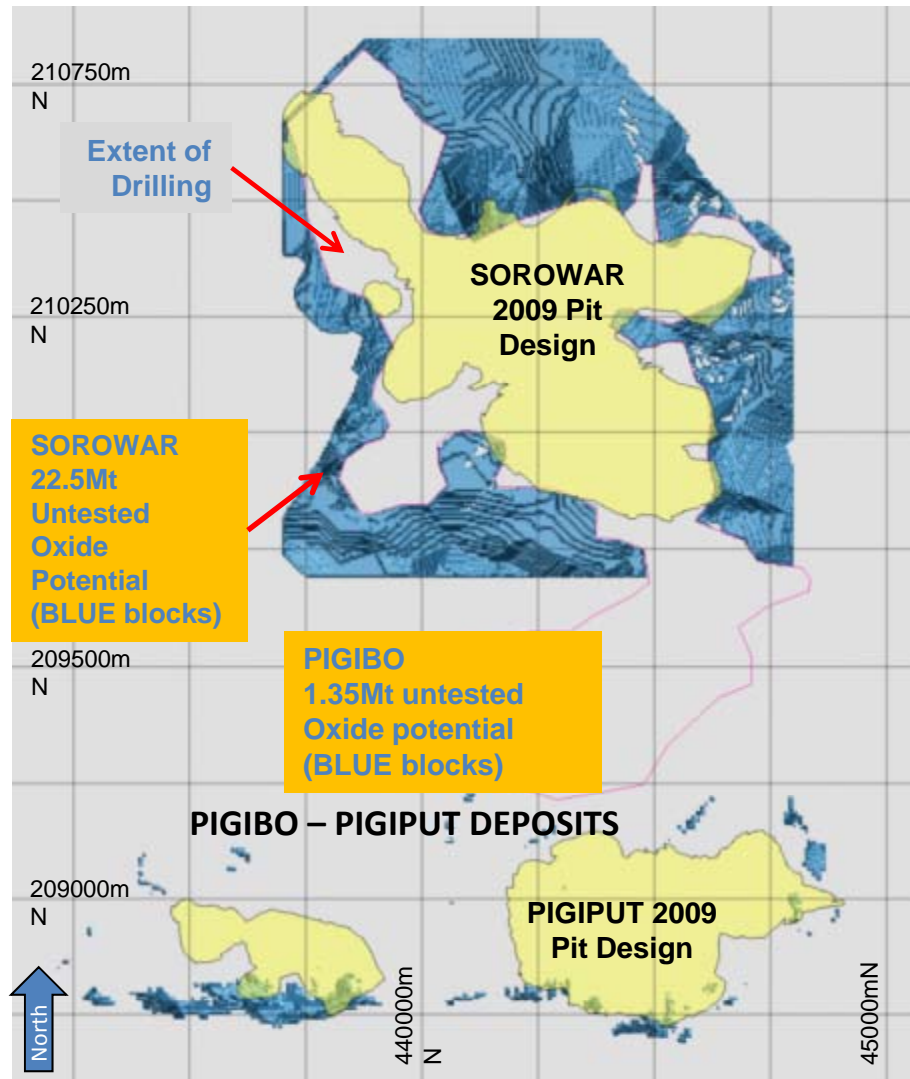 210750m
N
Extent of
Drilling
SOROWAR
2009 Pit
Design
210250m
N
SOROWAR
22.5Mt
Untested
Oxide
Potential
(BLUE blocks)
PIGIBO
1.35Mt untested
Oxide potential
(BLUE blocks)
209500m
N
PIGIBO – PIGIPUT DEPOSITS
209000m
N
PIGIPUT 2009
Pit Design
North
440000m
N
45000mN